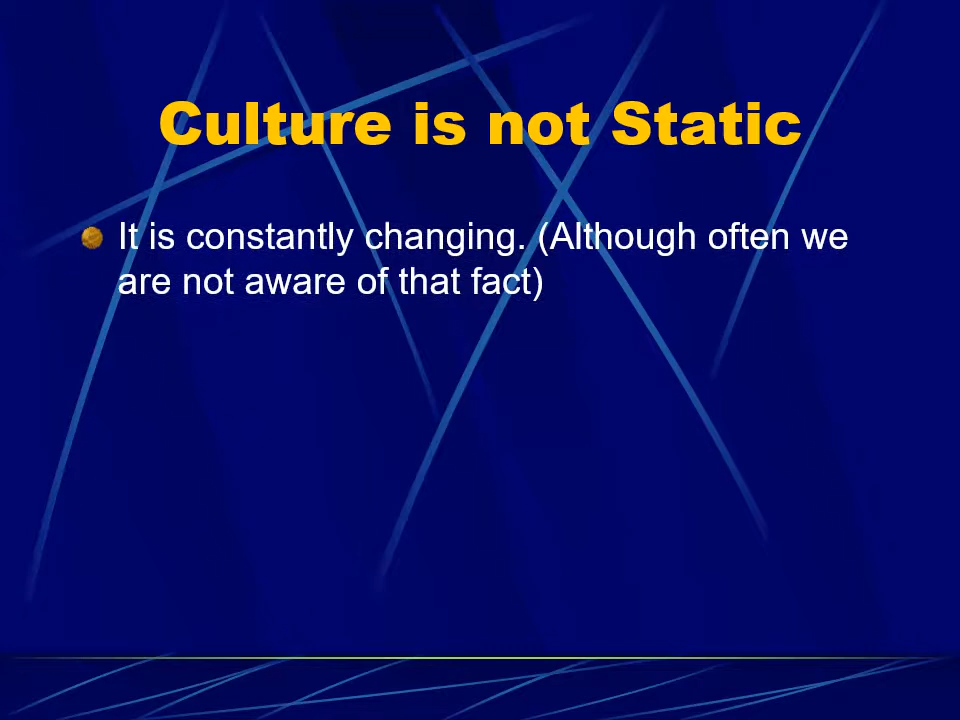 Culture is not Static
It is constantly changing. (Although often we
are not aware of that fact)